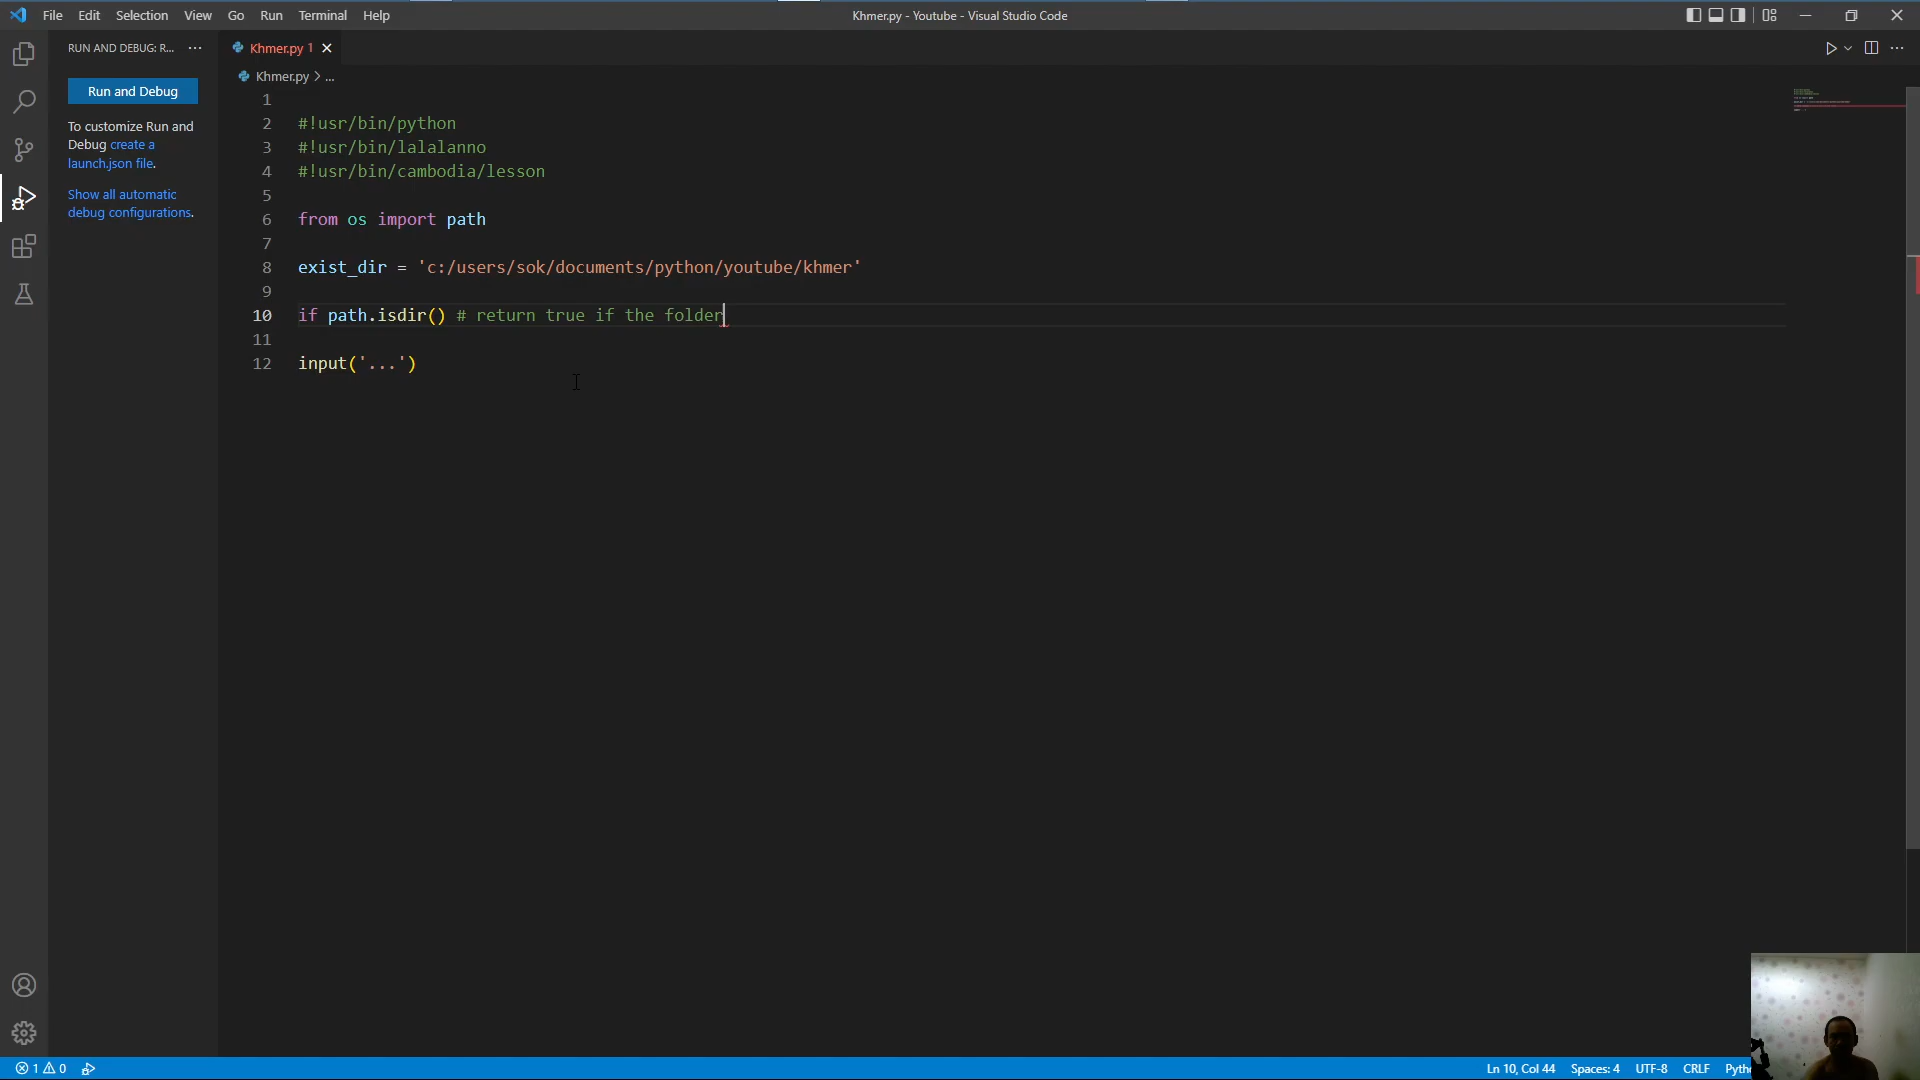 File Edit Selection View Go Run Terminal Help
Khmer.py - Youtube - Visual Studio Code
RUN AND DEBUG: R... ···
Khmer.py 1
Run and Debug
To customize Run and
Debug create a
launch.json file.
Show all automatic
debug configurations.
Khmer.py > ...
1
2 #!usr/bin/python
3 #!usr/bin/lalalanno
4 #!usr/bin/cambodia/lesson
5
6 from os import path
7
8 exist_dir = 'c:/users/sok/documents/python/youtube/khmer'
9
10 if path.isdir() # return true if the folder
11
12 input('...')
1 0
Ln 10, Col 44 Spaces: 4 UTF-8 CRLF